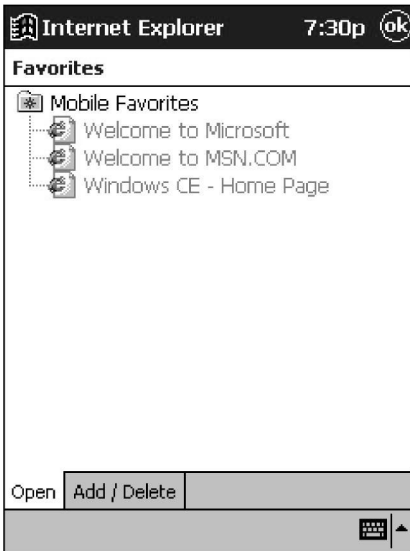 Internet Explorer 7:30p ok
Favorites
Mobile Favorites
Welcome to Microsoft
Welcome to MSN.COM
Windows CE - Home Page
Open Add / Delete